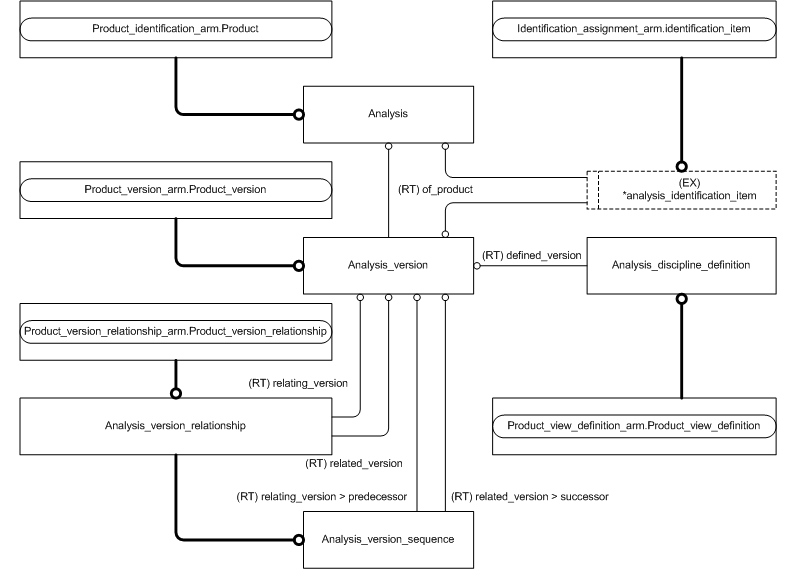 Product_identification_arm.Product
Identification_assignment_arm.identification_item
Analysis
(EX)
*analysis_identification_item
Product_version_arm.Product_version
(RT) of_product
Analysis_version
(RT) defined_version
Analysis_discipline_definition
Product_version_relationship_arm.Product_version_relationship
(RT) relating_version
Analysis_version_relationship
Product_view_definition_arm.Product_view_definition
(RT) related_version
(RT) relating_version > predecessor
(RT) related_version > successor
Analysis_version_sequence